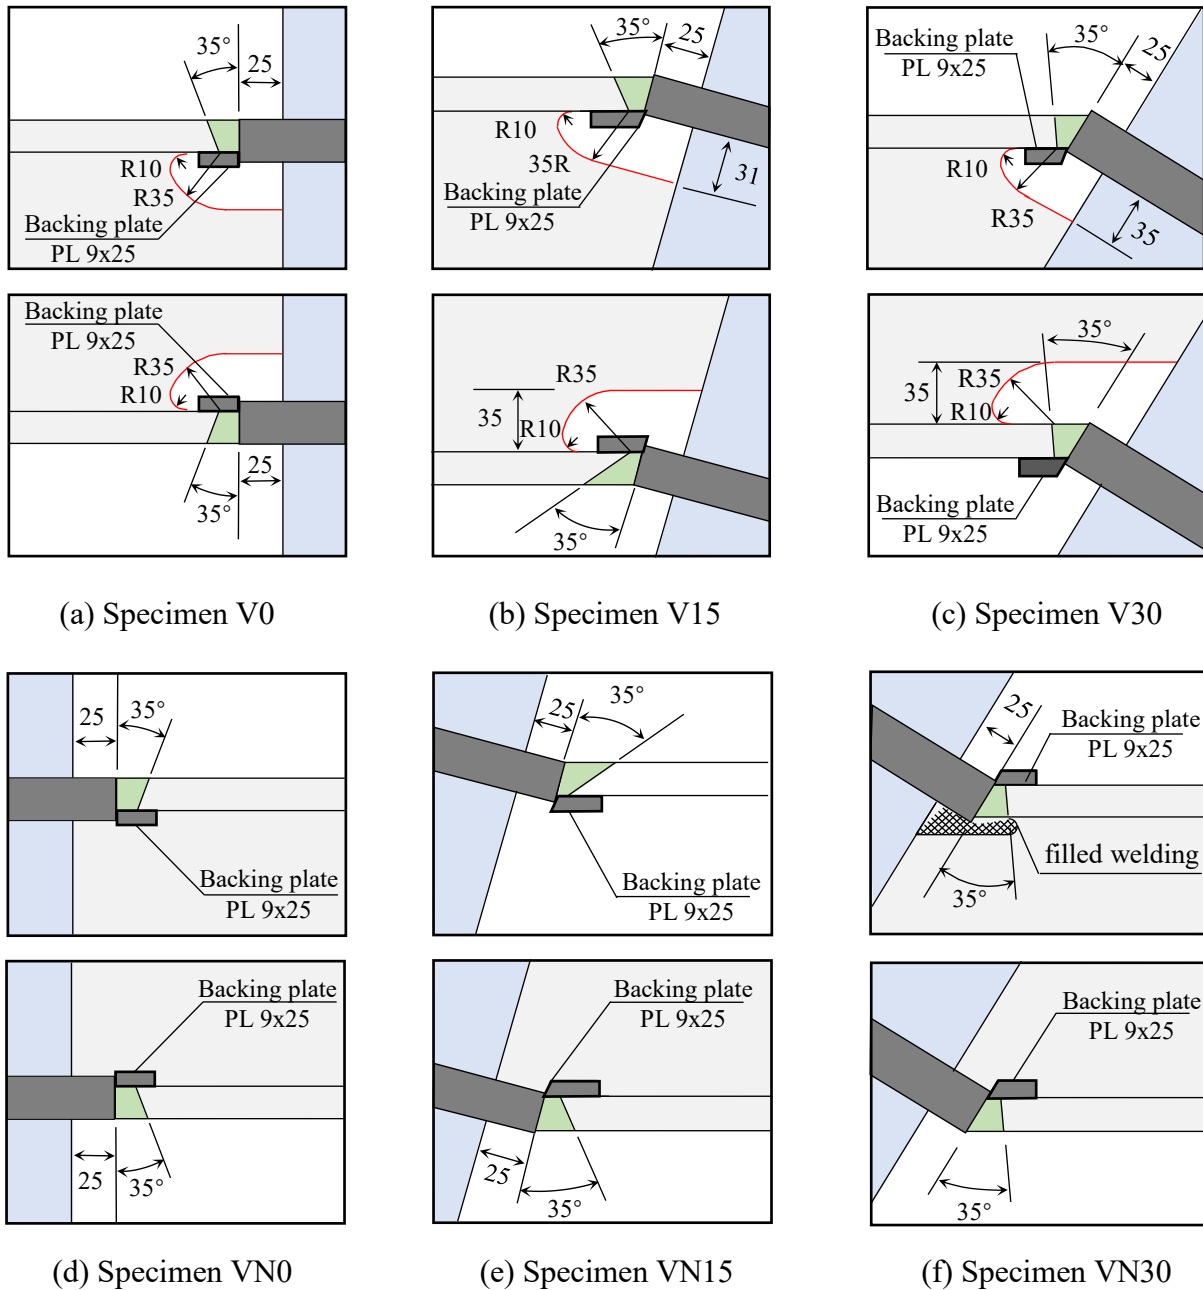 35°
25
R10
R35
Backing plate
PL 9x25
35°
25
R10
35R
31
Backing plate
PL 9x25
Backing plate
PL 9x25
35°
25
R10
R35
35
Backing plate
PL 9x25
R35
R10
25
35°
R35
35
R10
35°
35°
35
R35
R10
Backing plate
PL 9x25
(a) Specimen V0
(b) Specimen V15
(c) Specimen V30
25
35°
Backing plate
PL 9x25
25
35°
Backing plate
PL 9x25
25
Backing plate
PL 9x25
filled welding
35°
Backing plate
PL 9x25
25
35°
Backing plate
PL 9x25
25
35°
Backing plate
PL 9x25
35°
(d) Specimen VN0
(e) Specimen VN15
(f) Specimen VN30